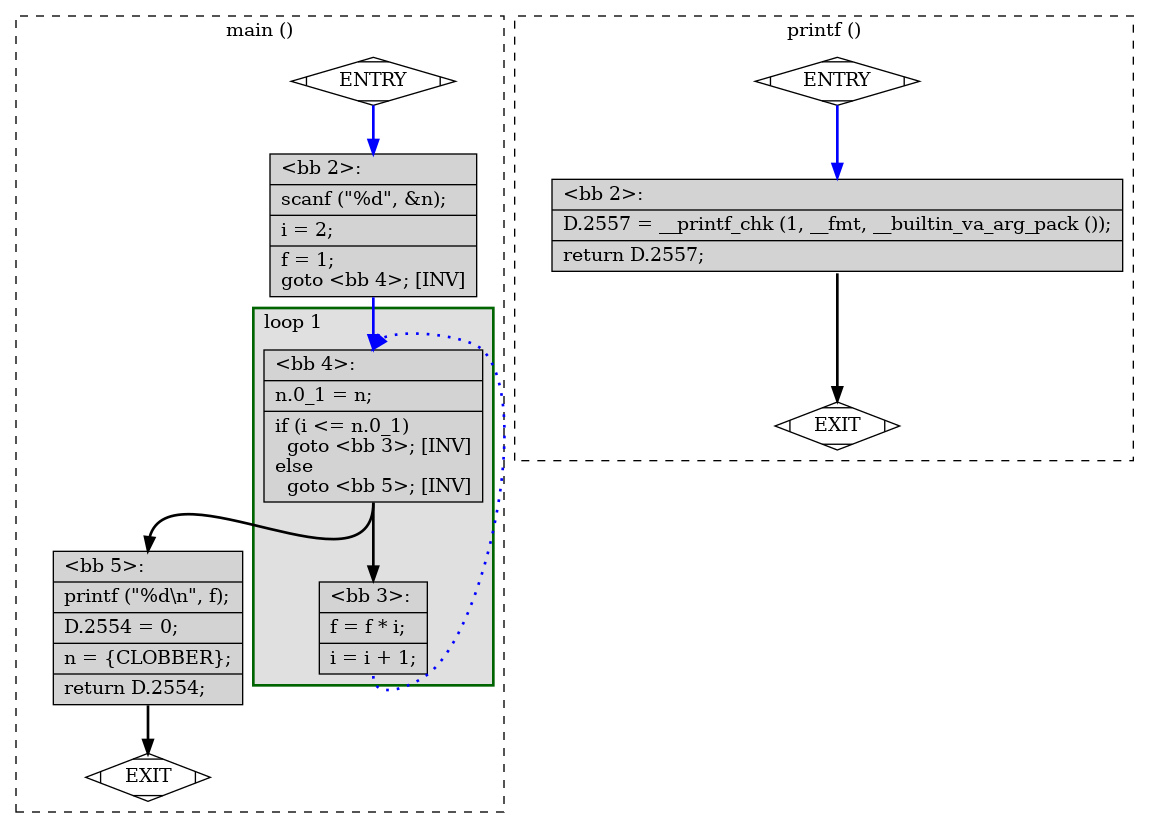 main ()
ENTRY
<bb 2>:
scanf ("%d", &n);
i = 2;
f = 1;
goto <bb 4>; [INV]
loop 1
<bb 4>:
n.0_1 = n;
if (i <= n.0_1)
  goto <bb 3>; [INV]
else
  goto <bb 5>; [INV]
<bb 5>:
printf ("%d\n", f);
D.2554 = 0;
n = {CLOBBER};
return D.2554;
<bb 3>:
f = f * i;
i = i + 1;
EXIT
printf ()
ENTRY
<bb 2>:
D.2557 = __printf_chk (1, __fmt, __builtin_va_arg_pack ());
return D.2557;
EXIT